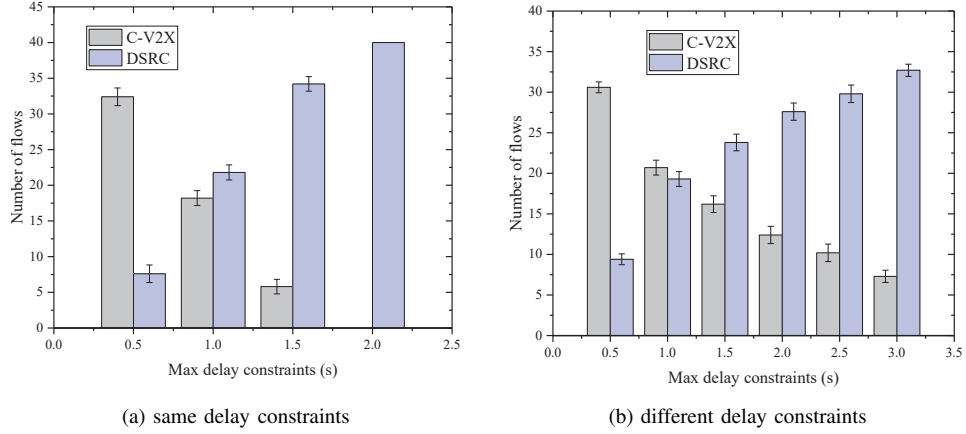 C-V2X
DSRC
Number of flows
40
35
30
25
20
15
10
5
0
0.0 0.5 1.0 1.5 2.0 2.5
Max delay constraints (s)
(a) same delay constraints
C-V2X
DSRC
Number of flows
40
35
30
25
20
15
10
5
0
0.0 0.5 1.0 1.5 2.0 2.5 3.0 3.5
Max delay constraints (s)
(b) different delay constraints